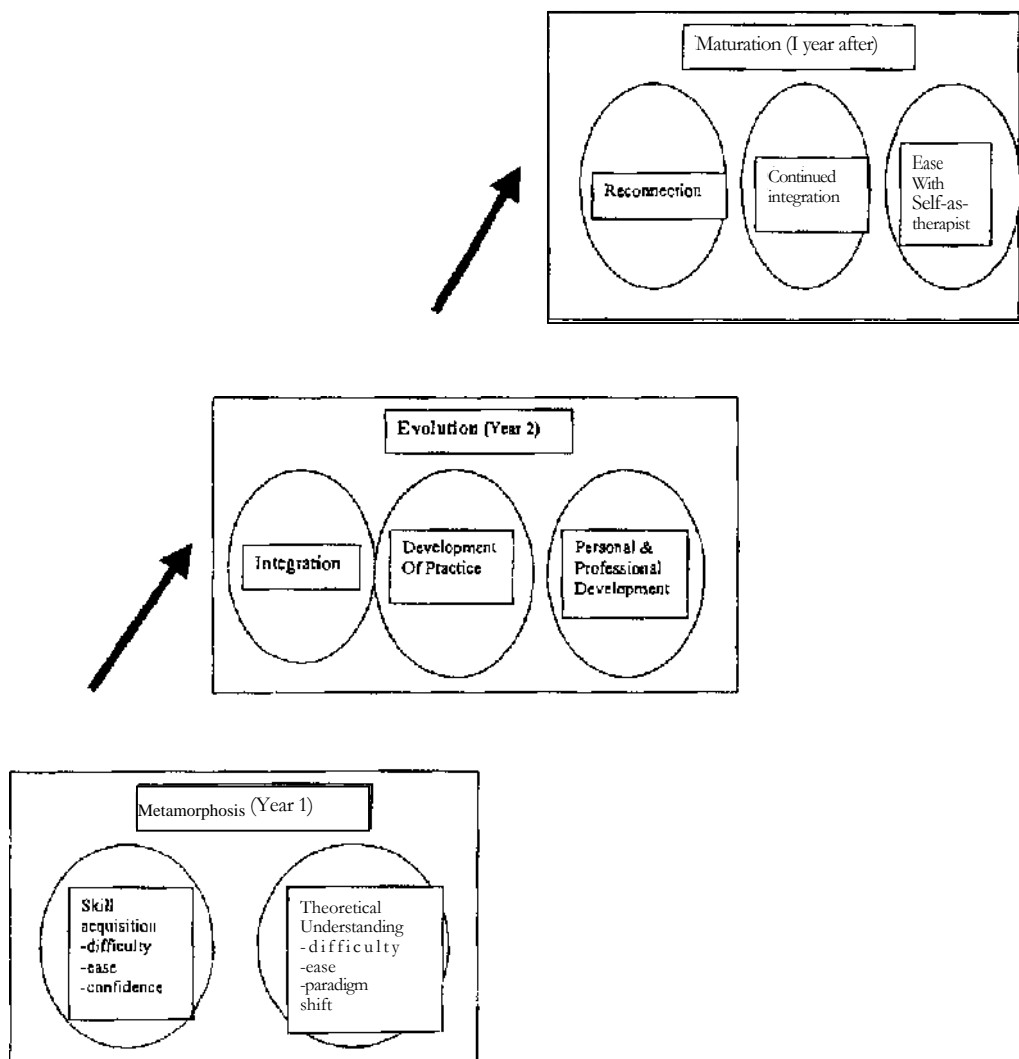 Maturation (I year after)
Reconnection
Continued
integration
Ease
With
Self-as-
therapist
Evolution (Year 2)
Integration
Development
Of Practice
Personal &
Professional
Development
Metamorphosis (Year 1)
Skill
acquisition
-difficulty
-ease
-confidence
Theoretical
Understanding
-difficulty
-ease
-paradigm
shift